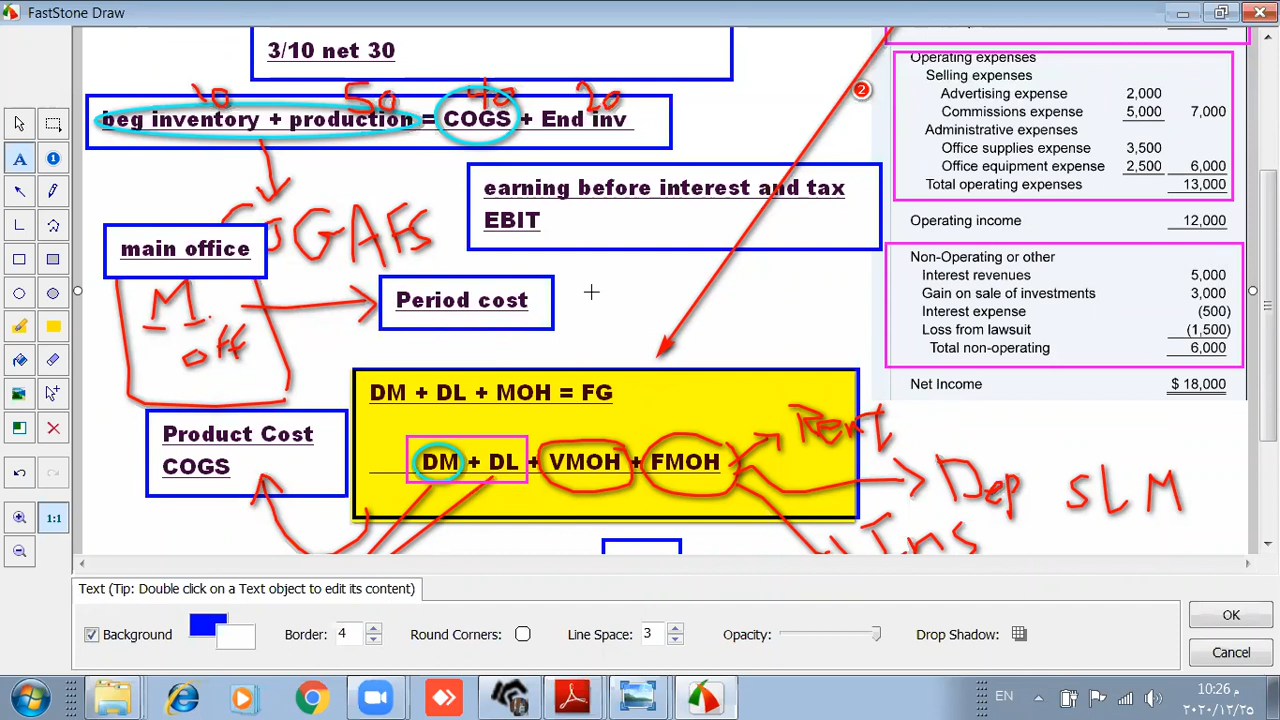 FastStone Draw
3/10 net 30
10 50 40 20
beg inventory + production = COGS + End inv
earning before interest and tax
EBIT
GAFS
main office
M.
off
Period cost
Product Cost
COGS
DM + DL + MOH = FG
DM + DL + VMOH + FMOH
Rent
Dep SLM
Ins
2
Operating expenses
Selling expenses
Advertising expense 2,000
Commissions expense 5,000 7,000
Administrative expenses
Office supplies expense 3,500
Office equipment expense 2,500 6,000
Total operating expenses 13,000
Operating income 12,000
Non-Operating or other
Interest revenues 5,000
Gain on sale of investments 3,000
Interest expense (500)
Loss from lawsuit (1,500)
Total non-operating 6,000
Net Income $ 18,000
A
1
1:1
Text (Tip: Double click on a Text object to edit its content)
Background Border: 4 Round Corners: Line Space: 3 Opacity: Drop Shadow:
OK
Cancel
EN
10:26 م
٢٠٢٠/١٢/٢٥